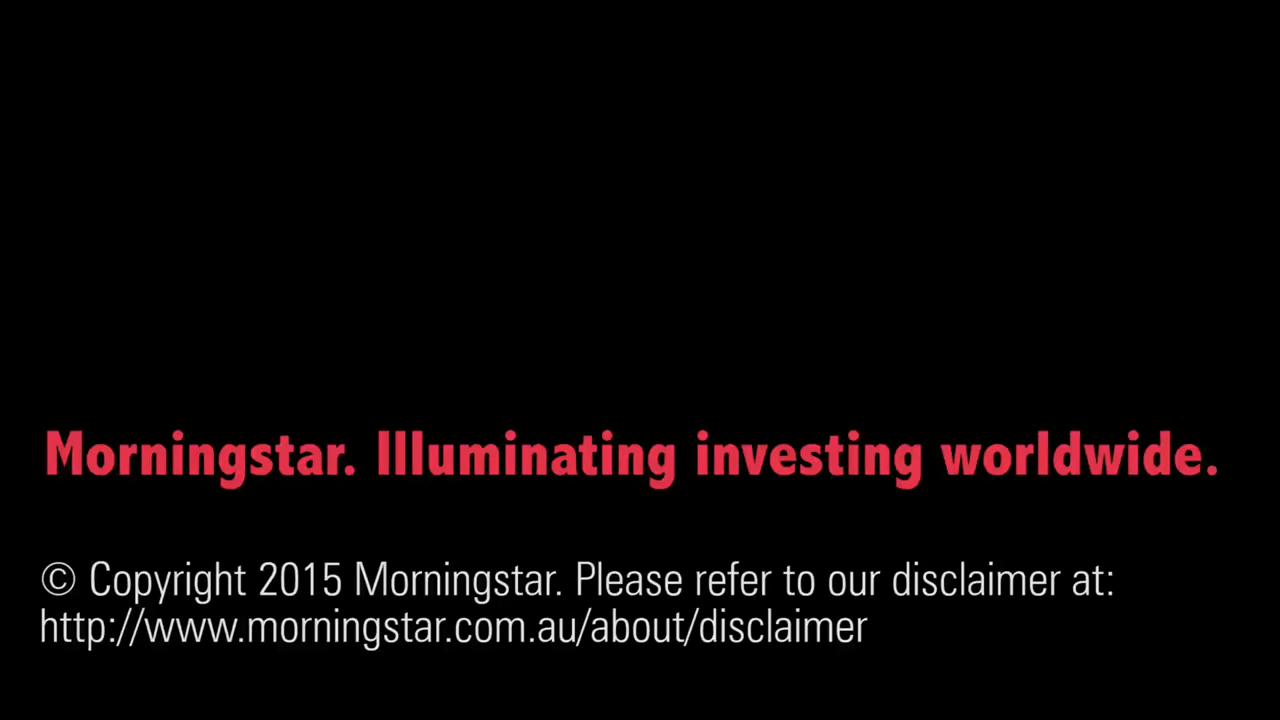 Morningstar. Illuminating investing worldwide.
© Copyright 2015 Morningstar. Please refer to our disclaimer at:
http://www.morningstar.com.au/about/disclaimer